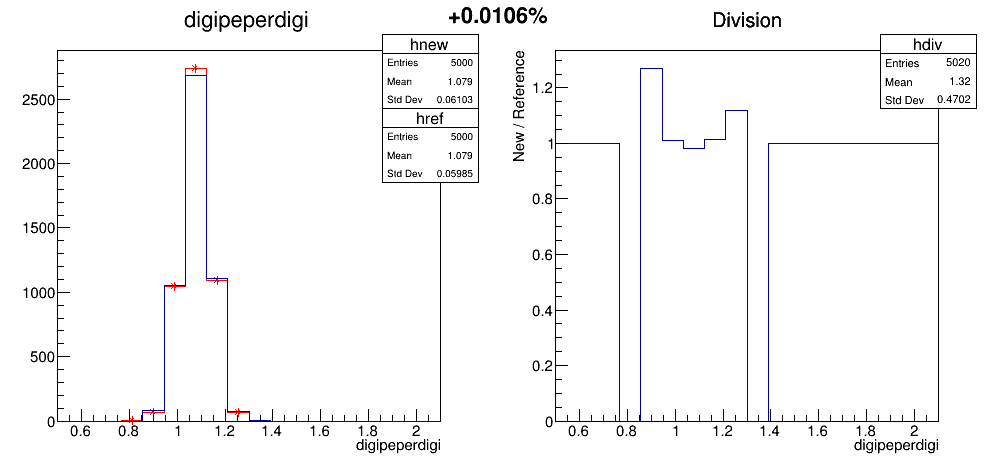 +0.0106%
digipeperdigi
hnew
Entries 5000
Mean 1.079
Std Dev 0.06103
href
Entries 5000
Mean 1.079
Std Dev 0.05985
2500
2000
1500
1000
500
0
0.6 0.8 1 1.2 1.4 1.6 1.8 2
digipeperdigi
Division
hdiv
Entries 5020
Mean 1.32
Std Dev 0.4702
New / Reference
1.2
1
0.8
0.6
0.4
0.2
0
0.6 0.8 1 1.2 1.4 1.6 1.8 2
digipeperdigi